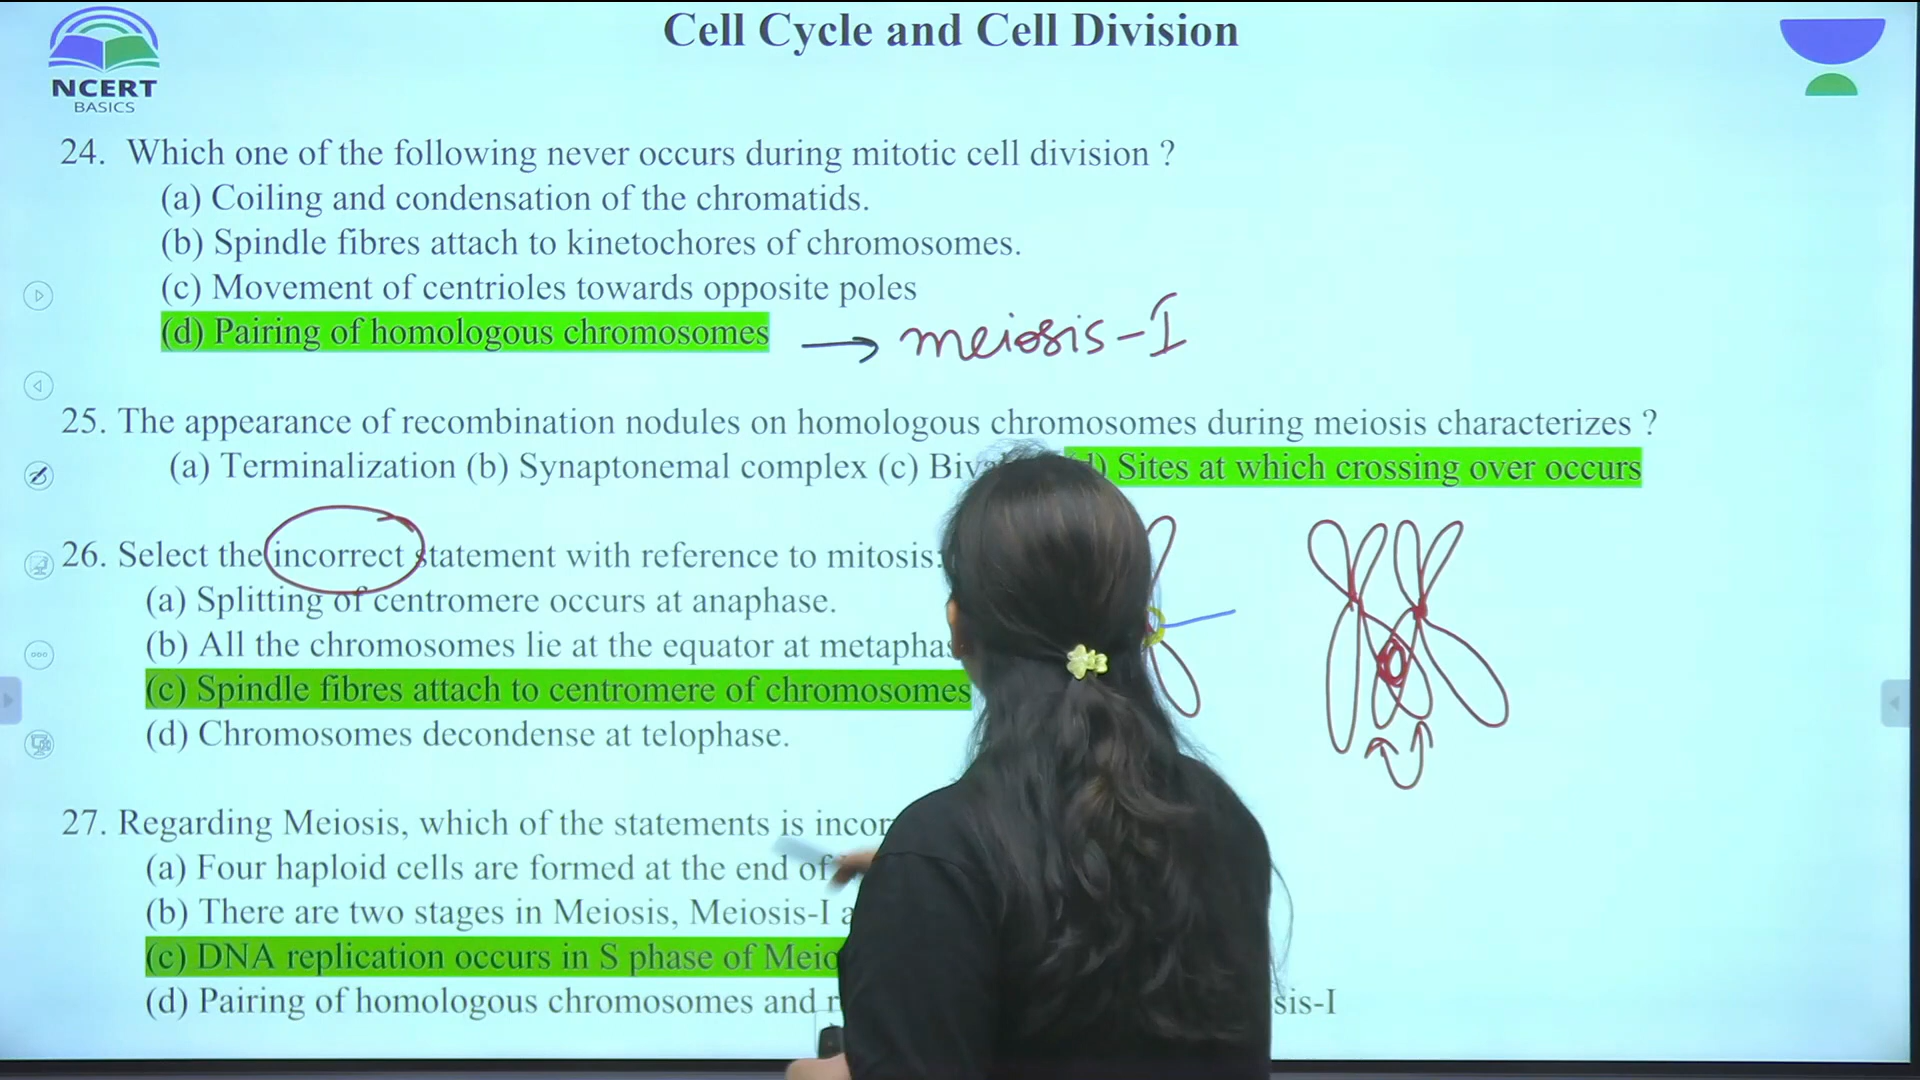 Cell Cycle and Cell Division
NCERT
BASICS
24. Which one of the following never occurs during mitotic cell division ?
(a) Coiling and condensation of the chromatids.
(b) Spindle fibres attach to kinetochores of chromosomes.
(c) Movement of centrioles towards opposite poles
(d) Pairing of homologous chromosomes → meiosis-I
25. The appearance of recombination nodules on homologous chromosomes during meiosis characterizes ?
(a) Terminalization (b) Synaptonemal complex (c) Sites at which crossing over occurs
26. Select the incorrect statement with reference to mitosis:
(a) Splitting of centromere occurs at anaphase.
(b) All the chromosomes lie at the equator at
(c) Spindle fibres attach to centromere of chromosomes
(d) Chromosomes decondense at telophase.
27. Regarding Meiosis, which of the statements is
(a) Four haploid cells are formed at the end of
(b) There are two stages in Meiosis, Meiosis-I
(c) DNA replication occurs in S phase of
(d) Pairing of homologous chromosomes and